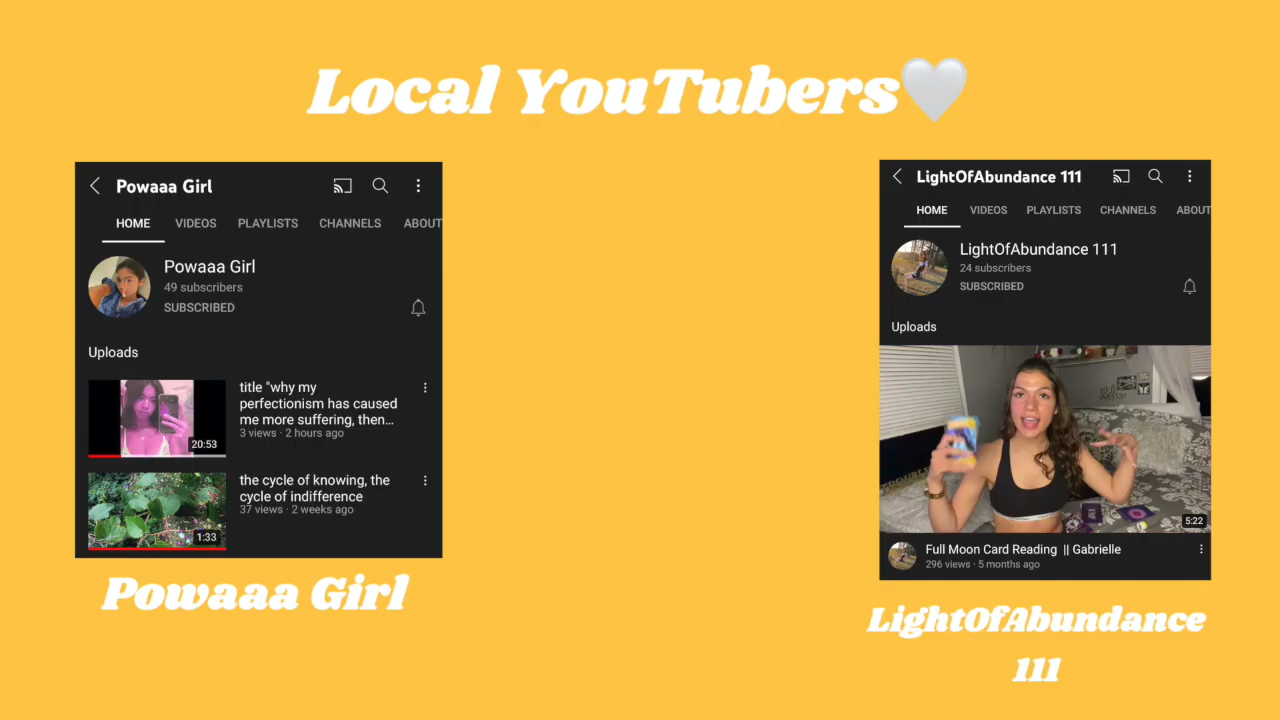 Local YouTubers🤍
Powaaa Girl
HOME VIDEOS PLAYLISTS CHANNELS ABOUT
Powaaa Girl
49 subscribers
SUBSCRIBED
Uploads
title "why my
perfectionism has caused
me more suffering, then...
3 views · 2 hours ago
20:53
the cycle of knowing, the
cycle of indifference
37 views · 2 weeks ago
1:33
Powaaa Girl
LightOfAbundance 111
HOME VIDEOS PLAYLISTS CHANNELS ABOUT
LightOfAbundance 111
24 subscribers
SUBSCRIBED
Uploads
5:22
Full Moon Card Reading || Gabrielle
296 views · 5 months ago
LightOfAbundance
111